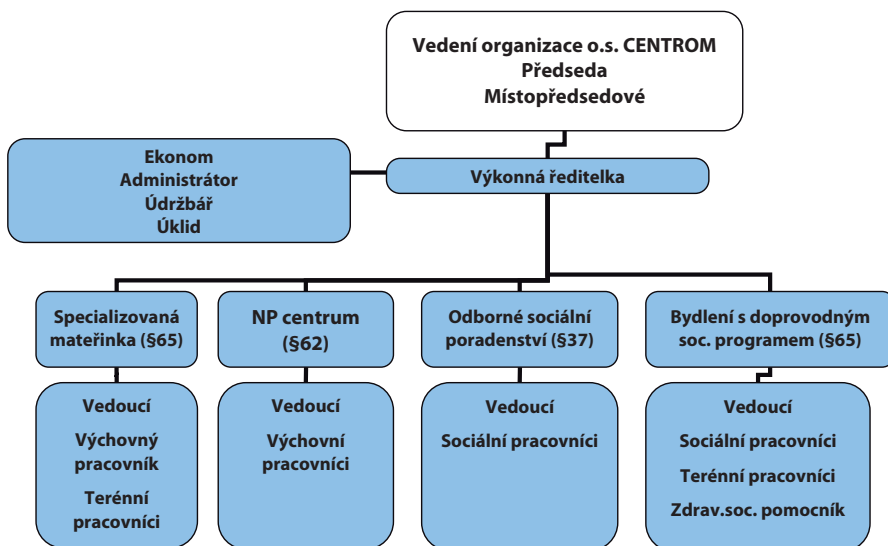 Vedení organizace o.s. CENTROM
Předseda
Místopředsedové
Ekonom
Administrátor
Údržbář
Úklid
Výkonná ředitelka
Specializovaná
mateřinka (§65)
NP centrum
(§62)
Odborné sociální
poradenství (§37)
Bydlení s doprovodným
soc. programem (§65)
Vedoucí
Výchovný
pracovník
Terénní
pracovníci
Vedoucí
Výchovní
pracovníci
Vedoucí
Sociální pracovníci
Vedoucí
Sociální pracovníci
Terénní pracovníci
Zdrav.soc. pomocník